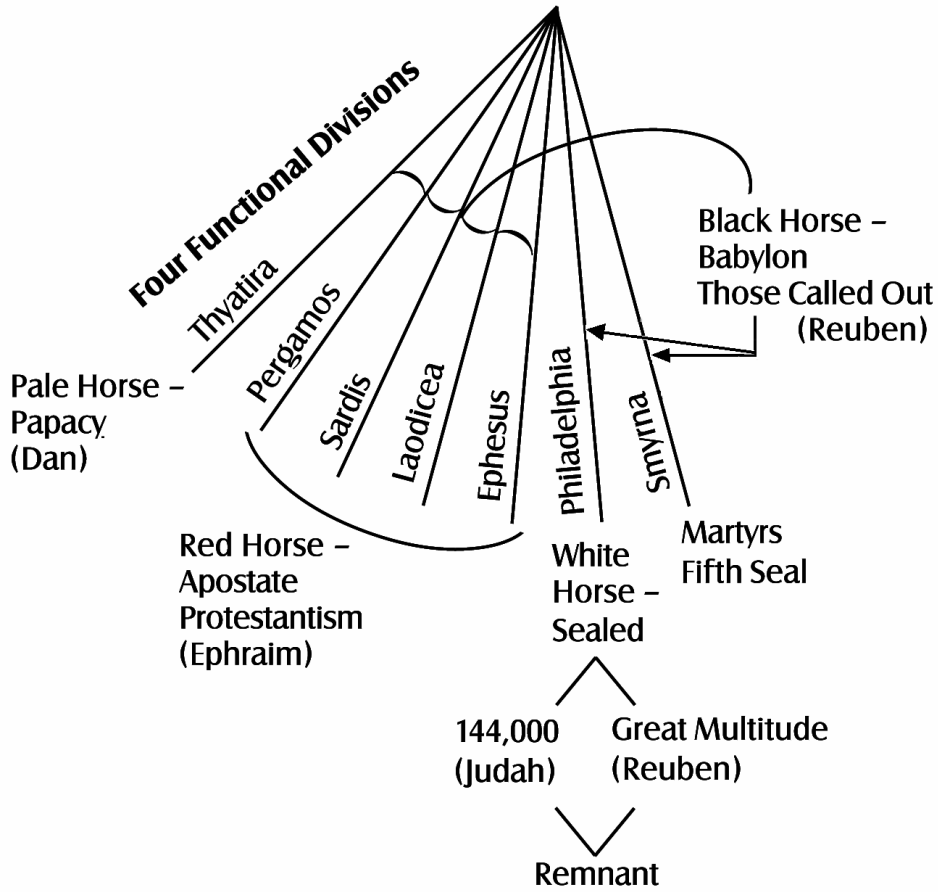 Four Functional Divisions
Thyatira
Pergamos
Sardis
Laodicea
Ephesus
Philadelphia
Smyrna
Black Horse –
Babylon
Those Called Out
(Reuben)
Pale Horse –
Papacy
(Dan)
Red Horse –
Apostate
Protestantism
(Ephraim)
White
Horse –
Sealed
Martyrs
Fifth Seal
144,000
(Judah)
Great Multitude
(Reuben)
Remnant